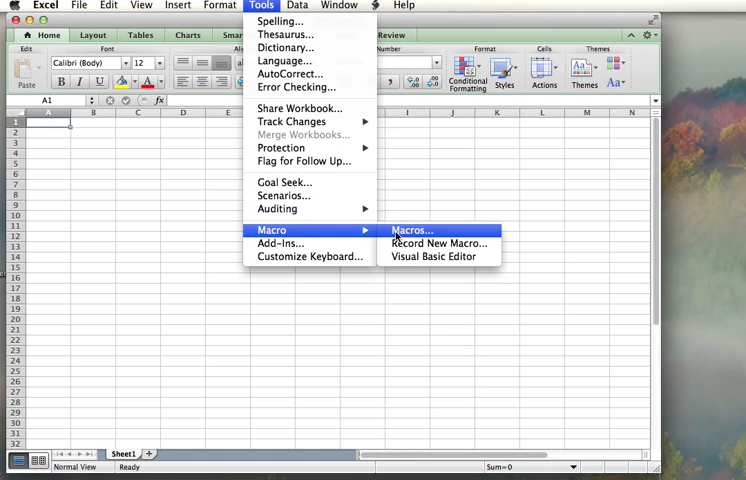 Excel File Edit View Insert Format Tools Data Window Help
Home Layout Tables Charts Review
Edit Font Number Format Cells Themes
Calibri (Body) 12
Paste B I U A Conditional Formatting Styles Actions Themes Aa
A1 fx
A B C D E I J K L M N
Spelling...
Thesaurus...
Dictionary...
Language...
AutoCorrect...
Error Checking...
Share Workbook...
Track Changes
Merge Workbooks...
Protection
Flag for Follow Up...
Goal Seek...
Scenarios...
Auditing
Macro
Add-Ins...
Customize Keyboard...
Macros...
Record New Macro...
Visual Basic Editor
1
2
3
4
5
6
7
8
9
10
11
12
13
14
15
16
17
18
19
20
21
22
23
24
25
26
27
28
29
30
31
32
Sheet1
Normal View Ready Sum=0